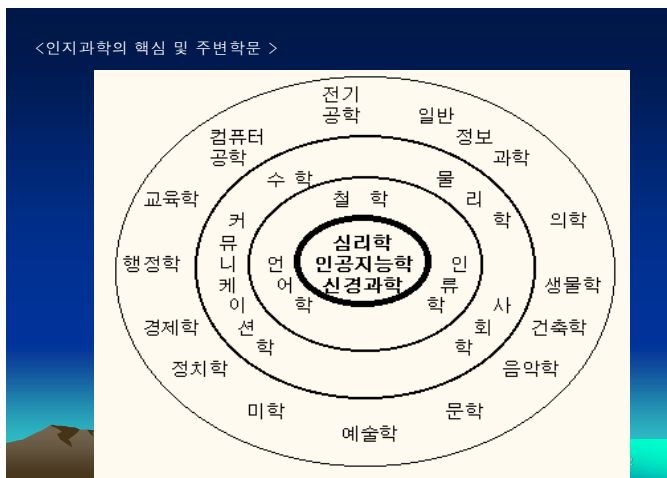 <인지과학의 핵심 및 주변학문 >
전기
공학
일반
정보
과학
컴퓨터
공학
수 학
물
리
학
철 학
교육학
커
뮤
니
케
이
션
학
심리학
인공지능학
신경과학
언
어
학
인
류
학
사
회
학
의학
행정학
생물학
경제학
건축학
정치학
음악학
미학
문학
예술학